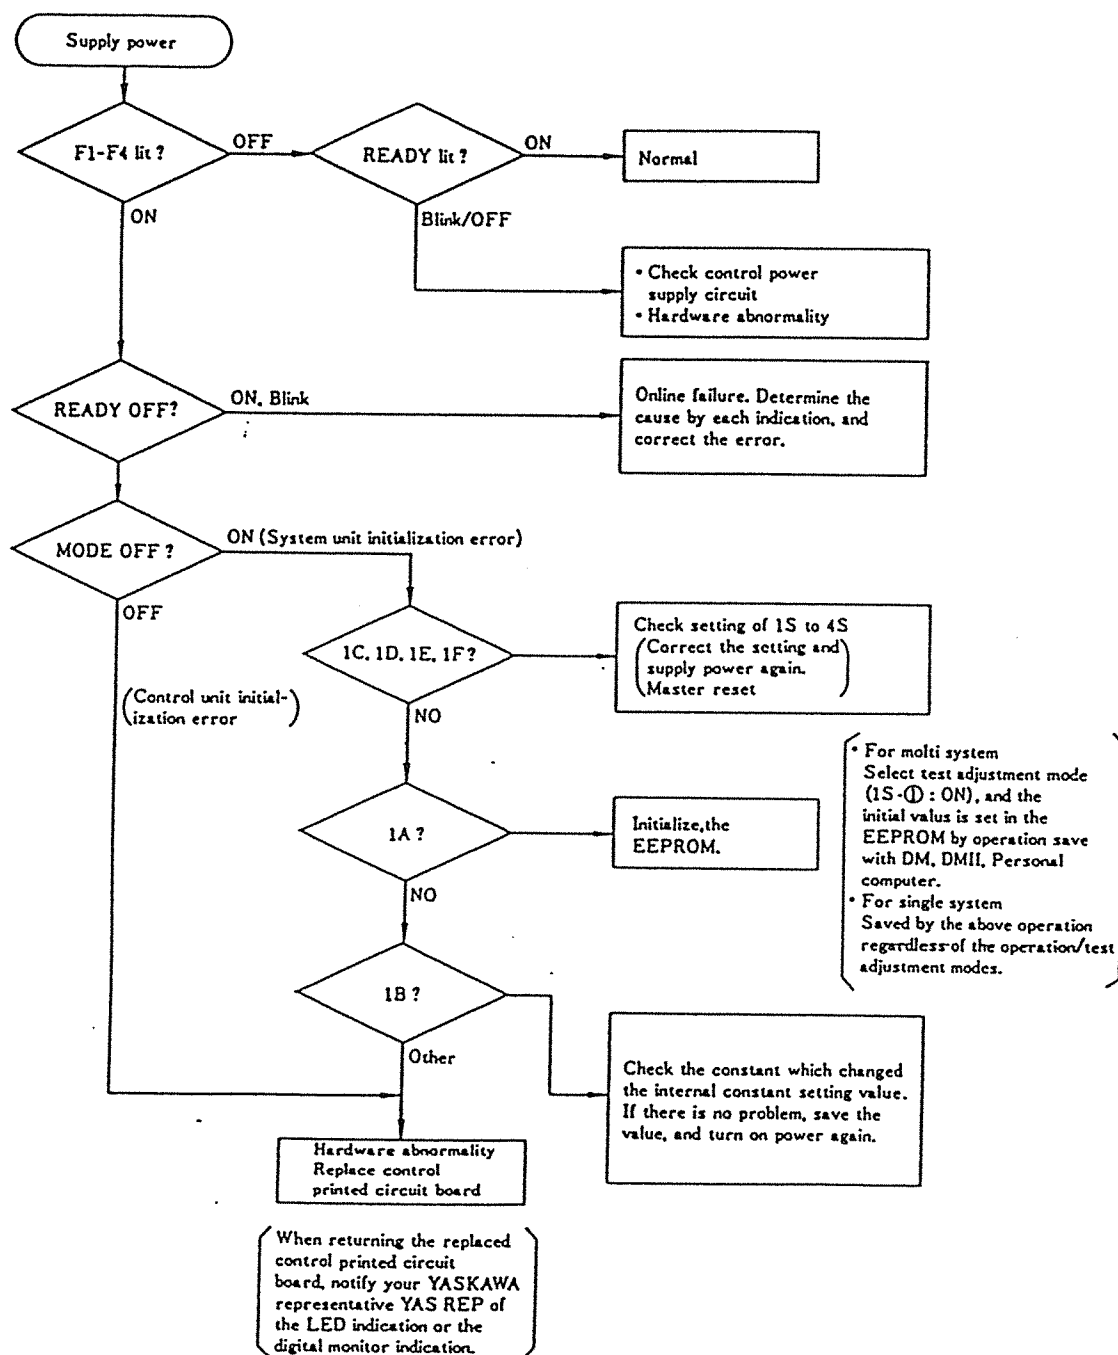 Supply power
F1-F4 lit?
OFF
READY lit?
ON
Normal
ON
Blink/OFF
• Check control power
supply circuit
• Hardware abnormality
READY OFF?
ON, Blink
Online failure. Determine the
cause by each indication, and
correct the error.
MODE OFF?
ON (System unit initialization error)
OFF
1C, 1D, 1E, 1F?
Check setting of 1S to 4S
(Correct the setting and
supply power again.
Master reset)
(Control unit initial-
ization error)
NO
• For molti system
Select test adjustment mode
(1S-①: ON), and the
initial valus is set in the
EEPROM by operation save
with DM, DMII, Personal
computer.
• For single system
Saved by the above operation
regardless of the operation/test
adjustment modes.
1A?
Initialize, the
EEPROM.
NO
1B?
Other
Check the constant which changed
the internal constant setting value.
If there is no problem, save the
value, and turn on power again.
Hardware abnormality
Replace control
printed circuit board
(When returning the replaced
control printed circuit
board, notify your YASKAWA
representative YAS REP of
the LED indication or the
digital monitor indication.)